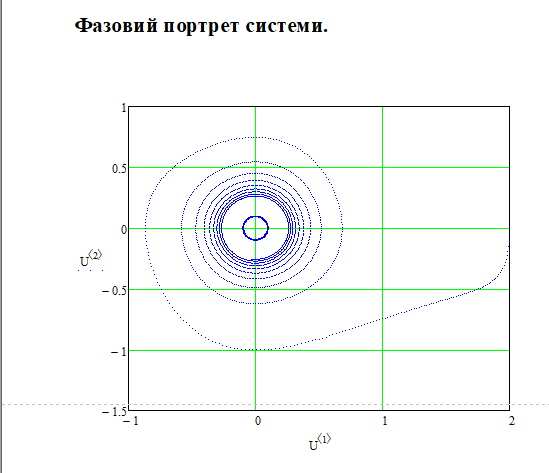 Фазовий портрет системи.
1
0.5
0
U⟨2⟩
− 0.5
− 1
− 1.5
− 1 0 1 2
U⟨1⟩